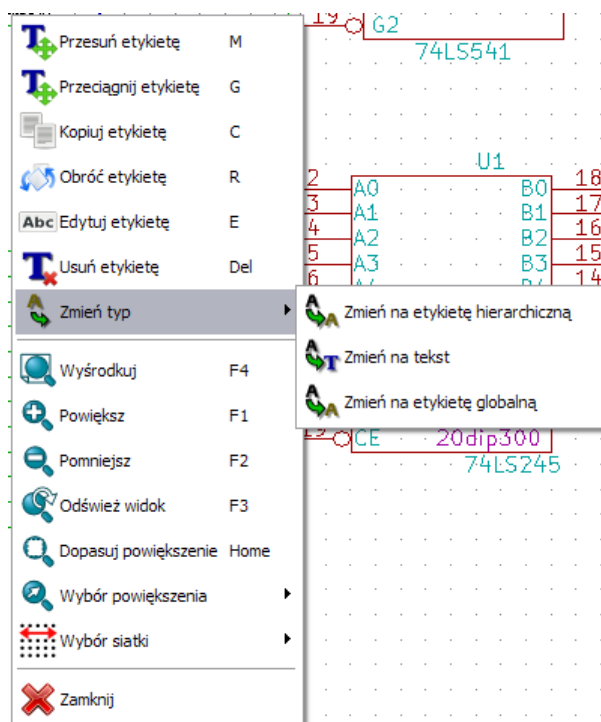 Przesuń etykietę M
Przeciągnij etykietę G
Kopiuj etykietę C
Obróć etykietę R
Abc Edytuj etykietę E
Usuń etykietę Del
Zmień typ
Wyśrodkuj F4
Powiększ F1
Pomniejsz F2
Odśwież widok F3
Dopasuj powiększenie Home
Wybór powiększenia
Wybór siatki
Zamknij
Zmień na etykietę hierarchiczną
Zmień na tekst
Zmień na etykietę globalną
19 G2
74LS541
U1
2 A0 B0 18
3 A1 B1 17
4 A2 B2 16
5 A3 B3 15
6 14
CE 20dip300
74LS245